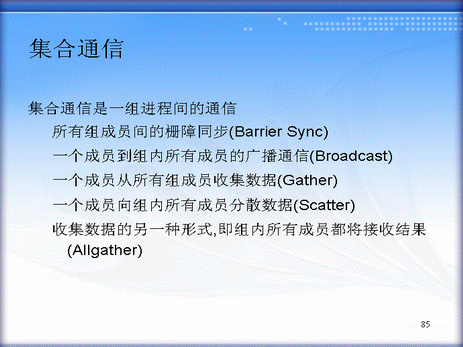 集合通信
集合通信是一组进程间的通信
所有组成员间的栅障同步(Barrier Sync)
一个成员到组内所有成员的广播通信(Broadcast)
一个成员从所有组成员收集数据(Gather)
一个成员向组内所有成员分散数据(Scatter)
收集数据的另一种形式,即组内所有成员都将接收结果
(Allgather)
85